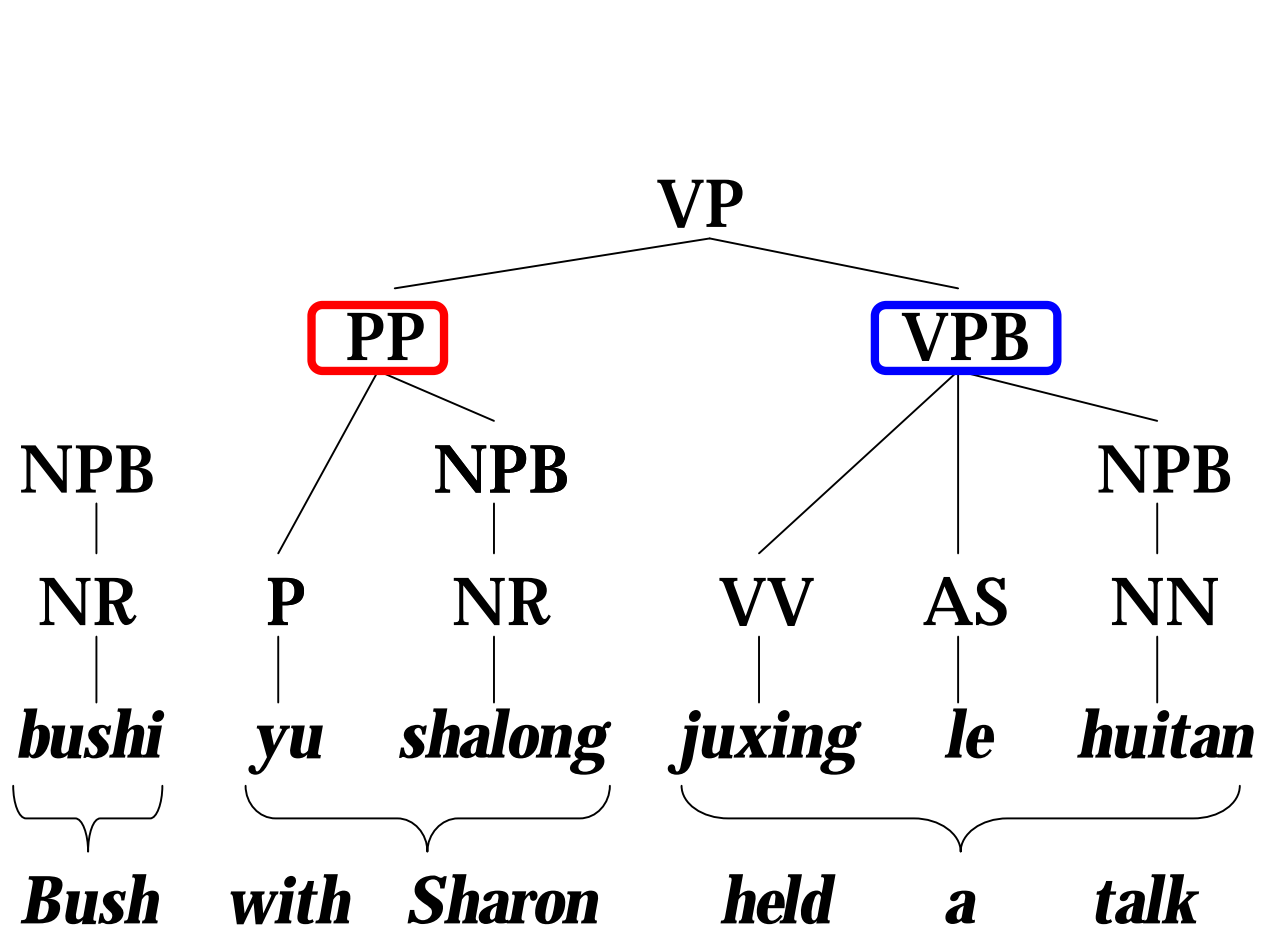 VP
PP VPB
NPB NPB NPB
NR P NR VV AS NN
bushi yu shalong juxing le huitan
Bush with Sharon held a talk